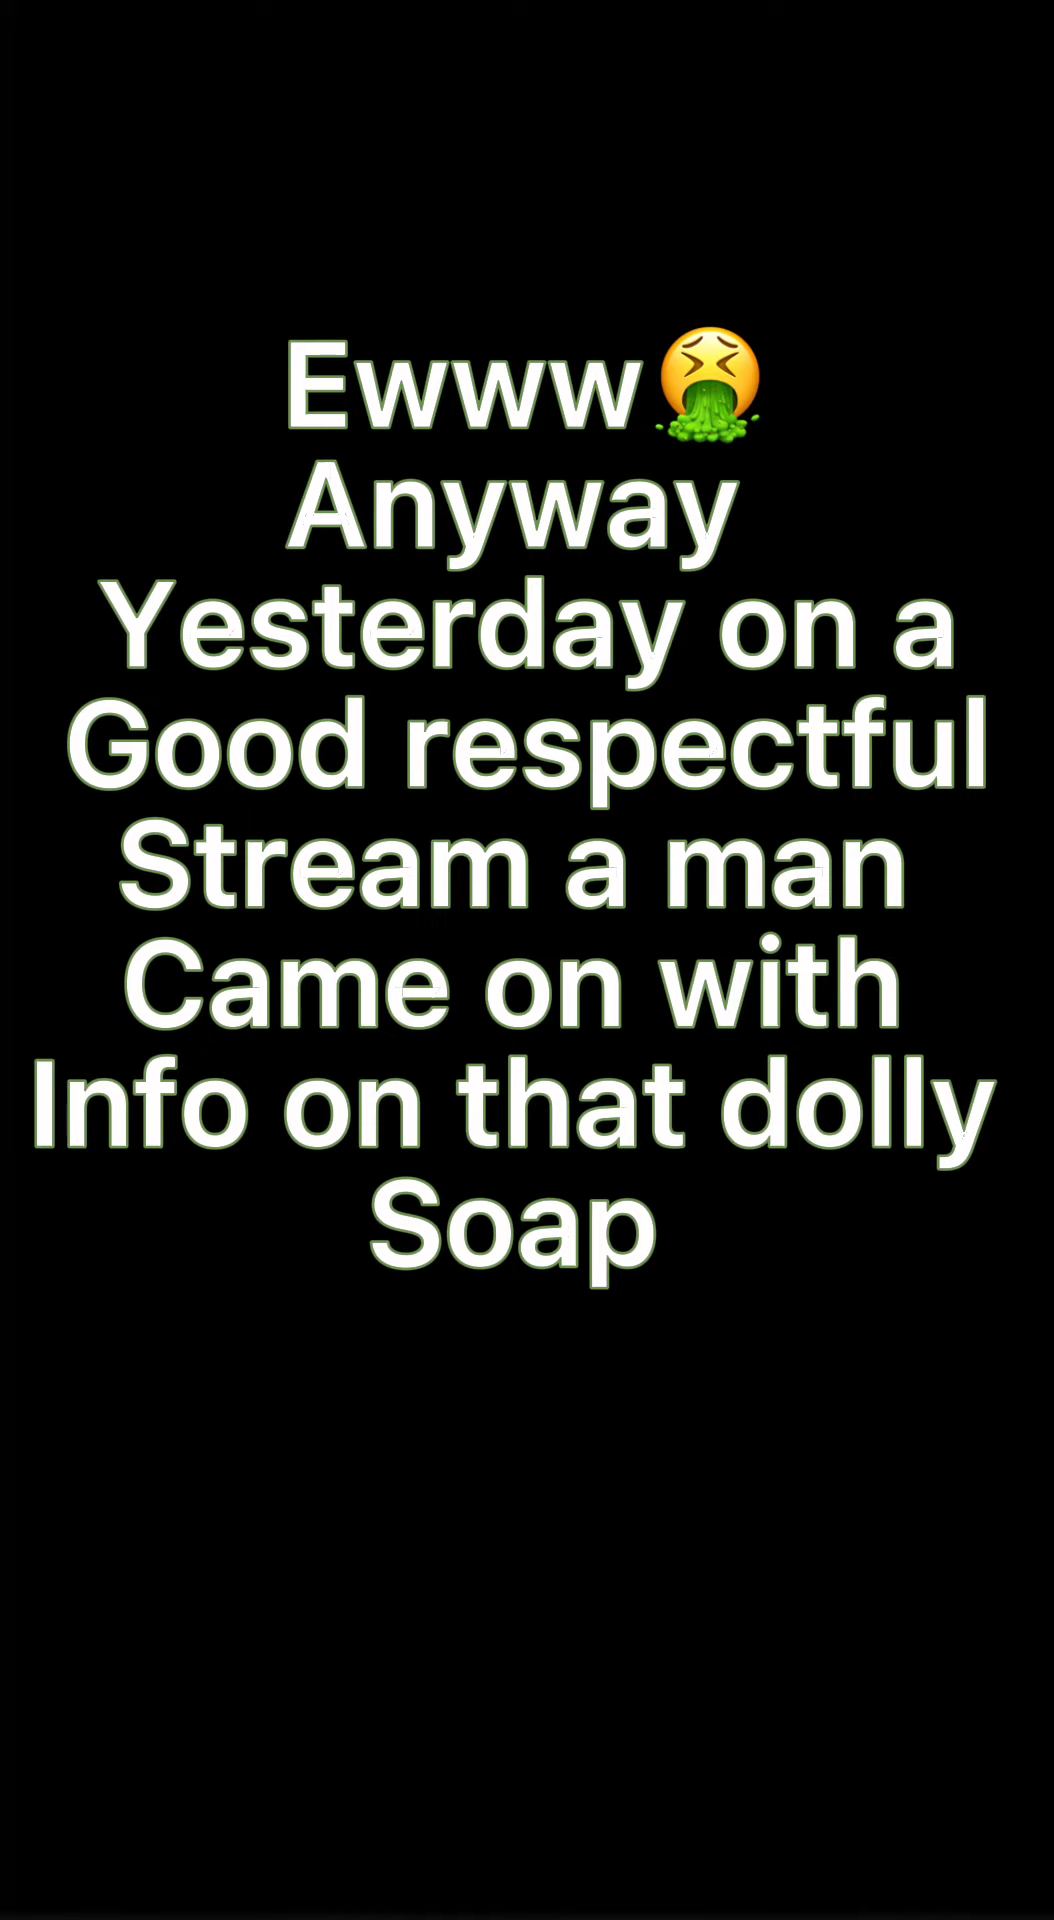 Ewww🤮
Anyway
Yesterday on a
Good respectful
Stream a man
Came on with
Info on that dolly
Soap